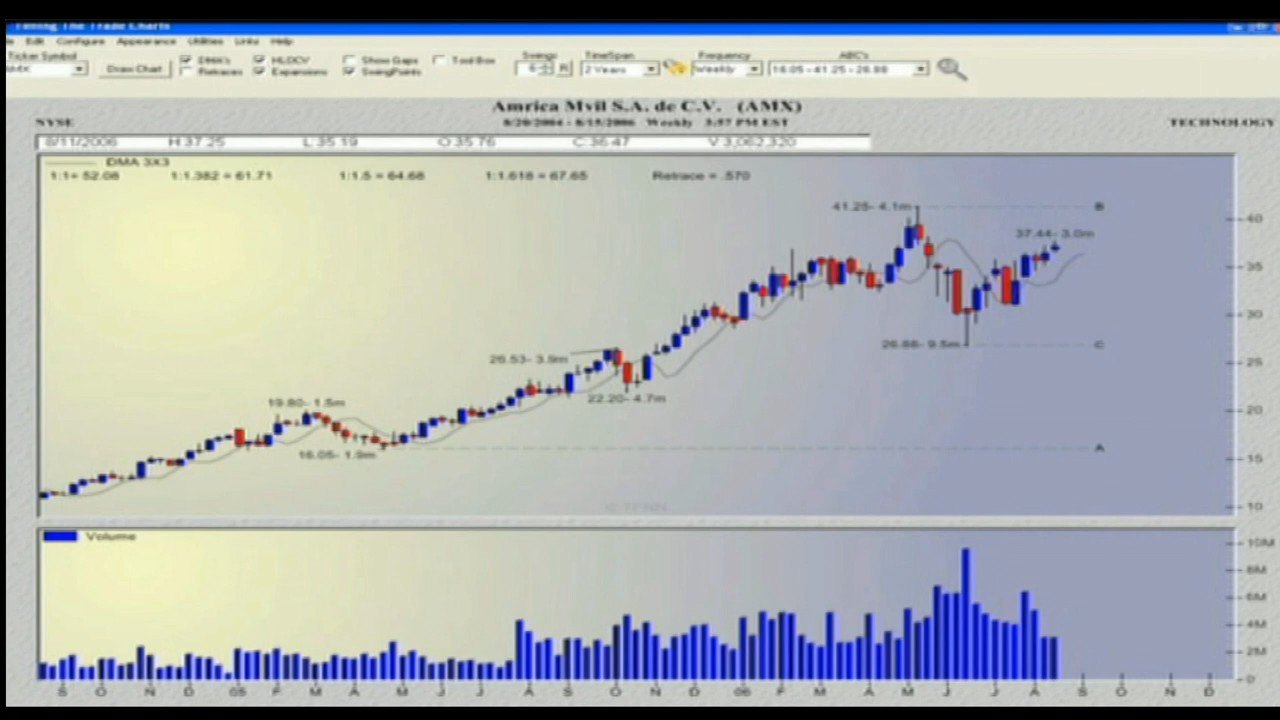 Timing The Trade Charts
Edit Configure Appearance Utilities Links Help
Ticker Symbol
AMX Draw Chart DMA's HLOCV Show Gaps Tool Box Swings TimeSpan Frequency ABC's
Retraces Expansions SwingPoints 6 R 2 Years Weekly 16.05 - 41.25 - 26.88
Amrica Mvil S.A. de C.V. (AMX)
NYSE 8/20/2004 - 8/15/2006 Weekly 3:57 PM EST TECHNOLOGY
8/11/2006 H:37.25 L:35.19 O:35.76 C:36.47 V:3,062,320
DMA 3X3
1:1= 52.08 1:1.382 = 61.71 1:1.5 = 64.68 1:1.618 = 67.65 Retrace = .570
41.25- 4.1m B
40
37.44- 3.0m
35
30
26.88- 9.5m C
26.53- 3.9m
25
22.20- 4.7m
19.80- 1.5m
20
16.05- 1.9m A
15
10
Volume
10M
8M
6M
4M
2M
0
S O N D 05 F M A M J J A S O N D 06 F M A M J J A S O N D